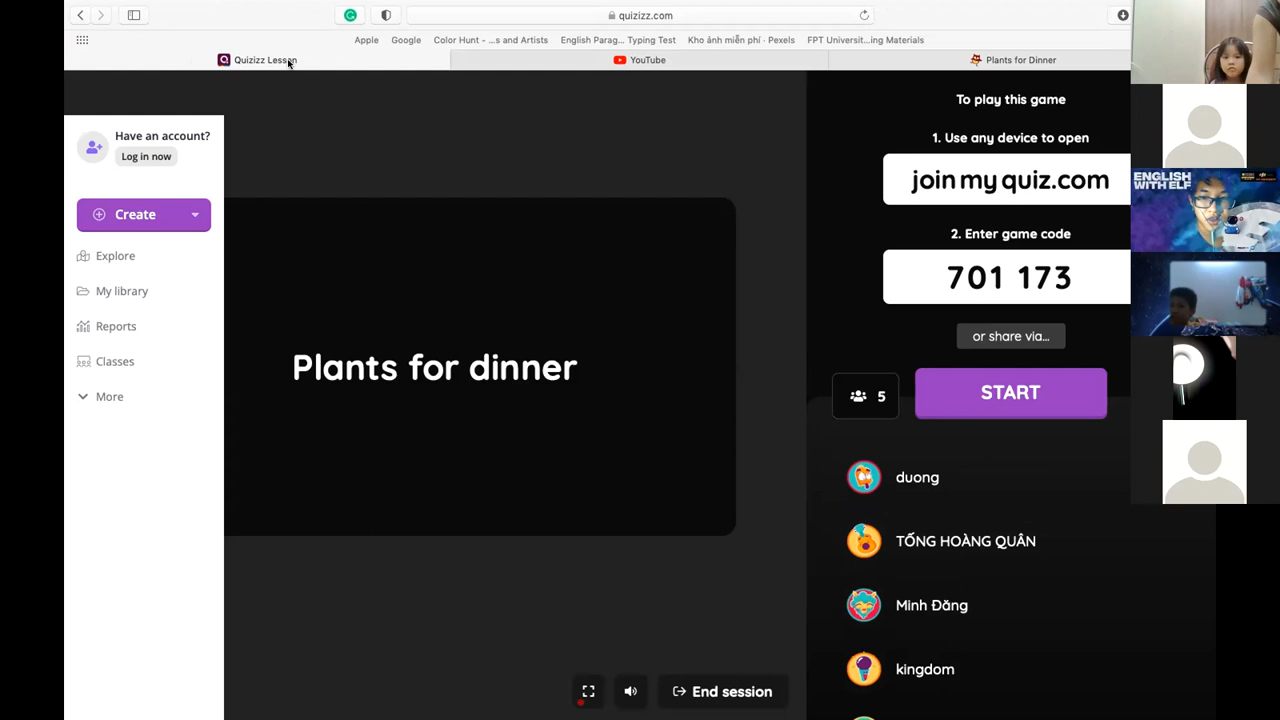 quizizz.com
Apple
Google
Color Hunt - ...s and Artists
English Parag... Typing Test
Kho ảnh miễn phí · Pexels
FPT Universit...ing Materials
Quizizz Lesson
YouTube
Plants for Dinner
Have an account?
Log in now
Create
Explore
My library
Reports
Classes
More
Plants for dinner
End session
To play this game
1. Use any device to open
joinmyquiz.com
2. Enter game code
701 173
or share via...
5
START
duong
TỐNG HOÀNG QUÂN
Minh Đăng
kingdom
ENGLISH
WITH ELF